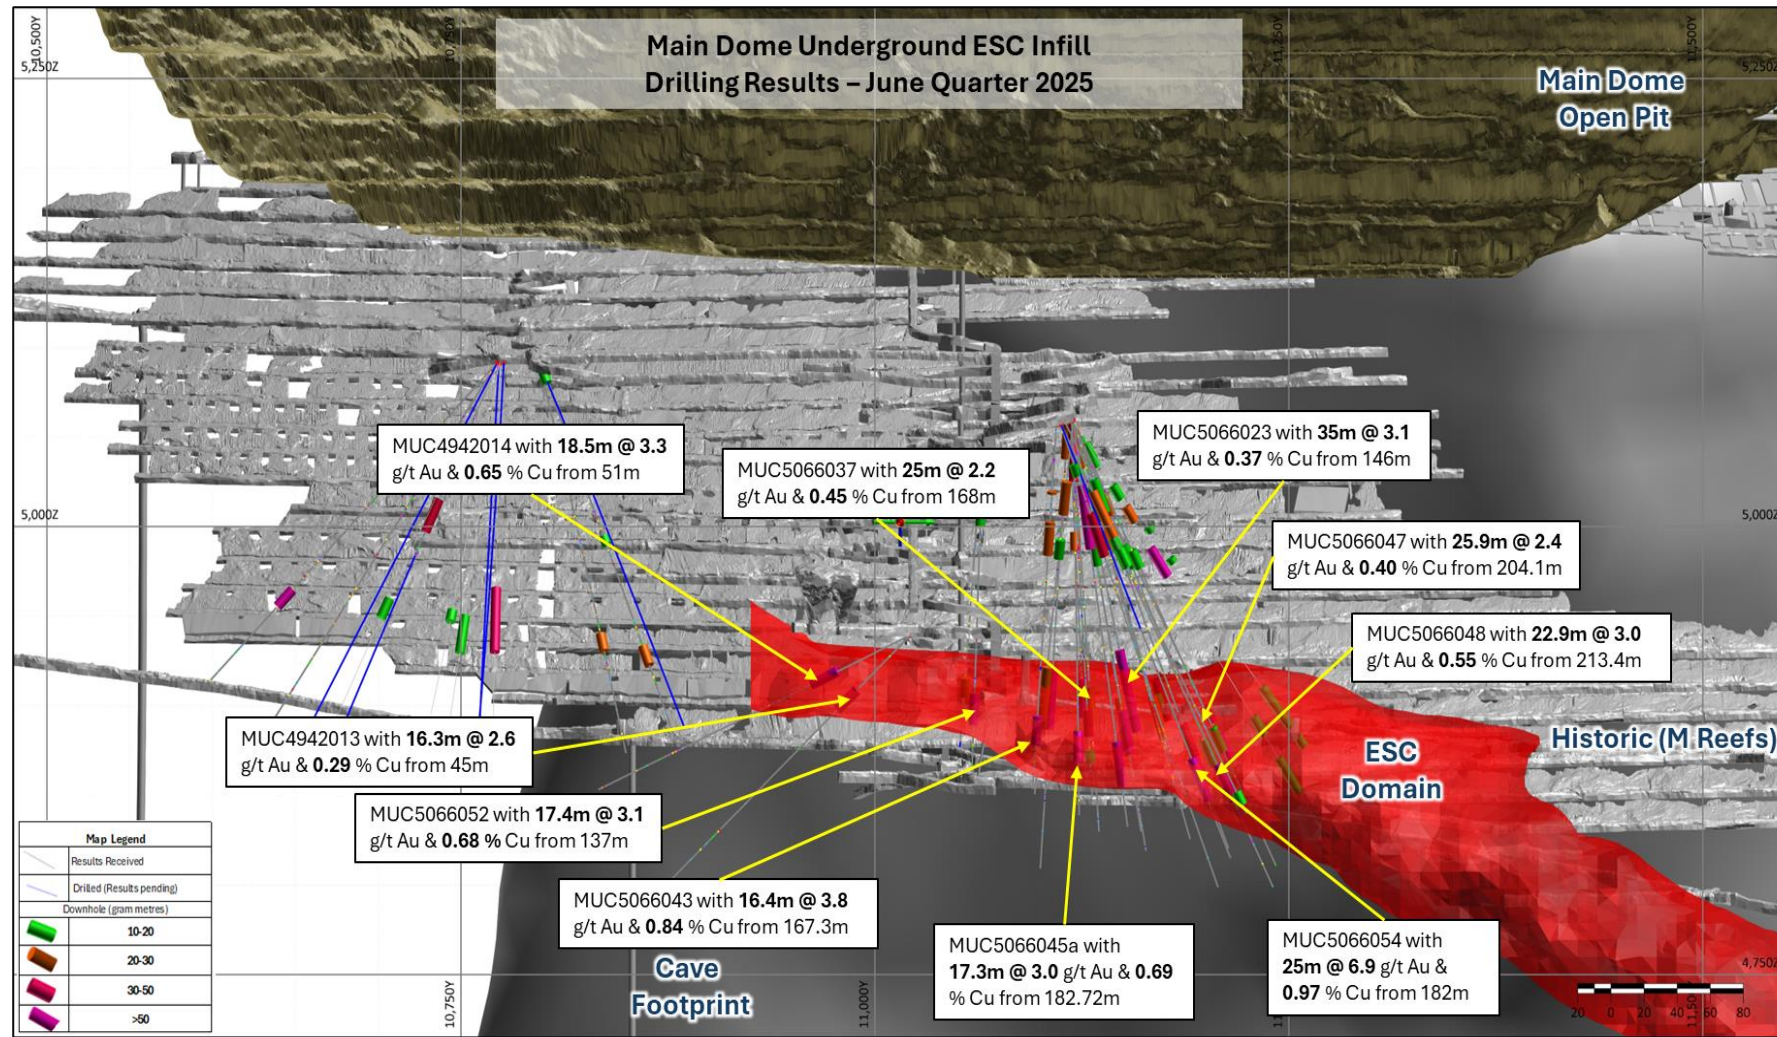 Main Dome Underground ESC Infill
Drilling Results – June Quarter 2025
10,500Y
10,750Y
11,250Y
11,500Y
5,250Z
5,250Z
Main Dome
Open Pit
MUC4942014 with 18.5m @ 3.3
g/t Au & 0.65 % Cu from 51m
MUC5066037 with 25m @ 2.2
g/t Au & 0.45 % Cu from 168m
MUC5066023 with 35m @ 3.1
g/t Au & 0.37 % Cu from 146m
5,000Z
5,000Z
MUC5066047 with 25.9m @ 2.4
g/t Au & 0.40 % Cu from 204.1m
MUC5066048 with 22.9m @ 3.0
g/t Au & 0.55 % Cu from 213.4m
MUC4942013 with 16.3m @ 2.6
g/t Au & 0.29 % Cu from 45m
Historic (M Reefs)
ESC
Domain
MUC5066052 with 17.4m @ 3.1
g/t Au & 0.68 % Cu from 137m
MUC5066043 with 16.4m @ 3.8
g/t Au & 0.84 % Cu from 167.3m
MUC5066045a with
17.3m @ 3.0 g/t Au & 0.69
% Cu from 182.72m
MUC5066054 with
25m @ 6.9 g/t Au &
0.97 % Cu from 182m
Cave
Footprint
Map Legend
Results Received
Drilled (Results pending)
Downhole (gram metres)
10-20
20-30
30-50
>50
10,750Y
11,000Y
4,750Z
20 0 20 40 60 80